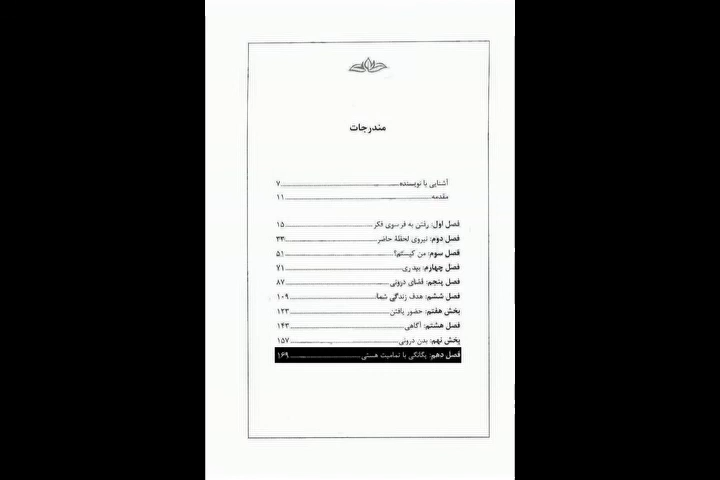 مندرجات
آشنایی با نویسنده ۷
مقدمه ۱۱
فصل اول: رفتن به فرسوی فکر ۱۵
فصل دوم: نیروی لحظهٔ حاضر ۳۳
فصل سوم: من کیستم؟ ۵۱
فصل چهارم: بیداری ۷۱
فصل پنجم: فضای درونی ۸۷
فصل ششم: هدف زندگی شما ۱۰۹
بخش هفتم: حضور یافتن ۱۲۳
فصل هشتم: آگاهی ۱۴۳
بخش نهم: بدن درونی ۱۵۷
فصل دهم: یگانگی با تمامیت هستی ۱۶۹